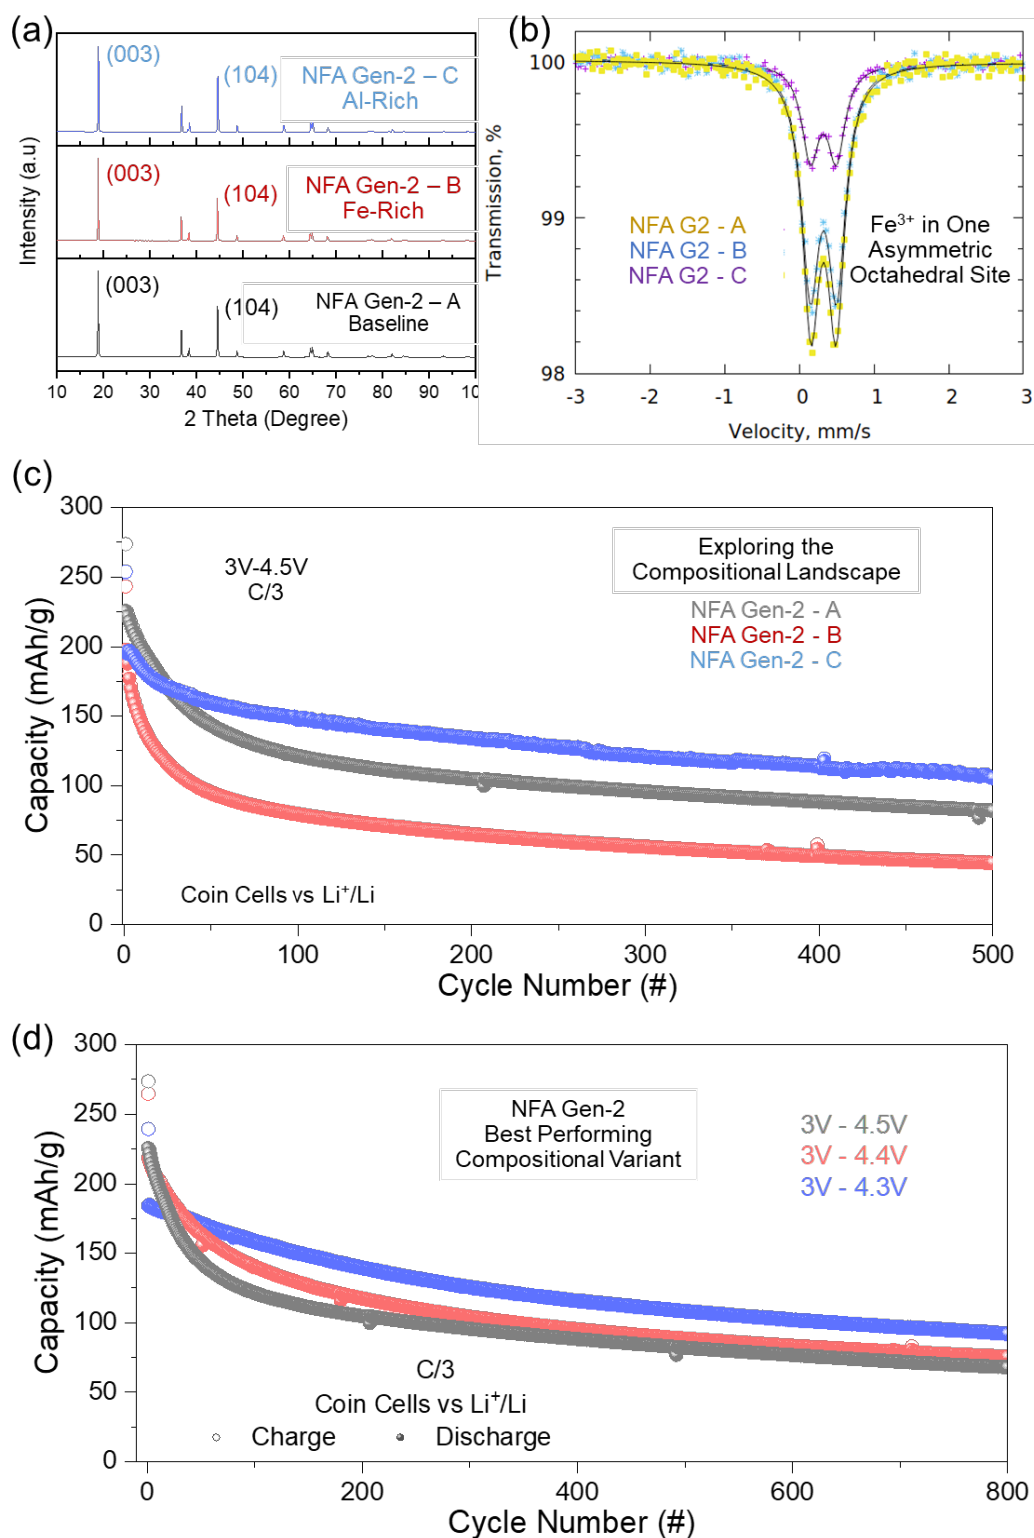 (a)
(003)
(104)
NFA Gen-2 – C
Al-Rich
(003)
(104)
NFA Gen-2 – B
Fe-Rich
(003)
(104)
NFA Gen-2 – A
Baseline
Intensity (a.u)
10 20 30 40 50 60 70 80 90 100
2 Theta (Degree)
(b)
100
99
98
Transmission, %
NFA G2 - A
NFA G2 - B
NFA G2 - C
Fe³⁺ in One
Asymmetric
Octahedral Site
-3 -2 -1 0 1 2 3
Velocity, mm/s
(c)
300
250
200
150
100
50
0
Capacity (mAh/g)
3V-4.5V
C/3
Exploring the
Compositional Landscape
NFA Gen-2 - A
NFA Gen-2 - B
NFA Gen-2 - C
Coin Cells vs Li⁺/Li
0 100 200 300 400 500
Cycle Number (#)
(d)
300
250
200
150
100
50
0
Capacity (mAh/g)
NFA Gen-2
Best Performing
Compositional Variant
3V - 4.5V
3V - 4.4V
3V - 4.3V
C/3
Coin Cells vs Li⁺/Li
Charge Discharge
0 200 400 600 800
Cycle Number (#)